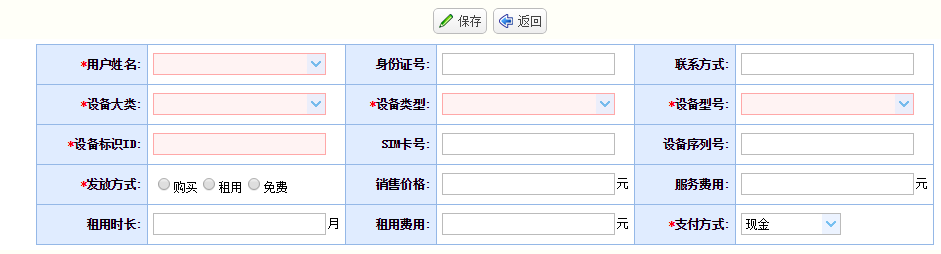 保存 返回
*用户姓名: 身份证号: 联系方式:
*设备大类: *设备类型: *设备型号:
*设备标识ID: SIM卡号: 设备序列号:
*发放方式: 购买 租用 免费 销售价格: 元 服务费用: 元
租用时长: 月 租用费用: 元 *支付方式: 现金